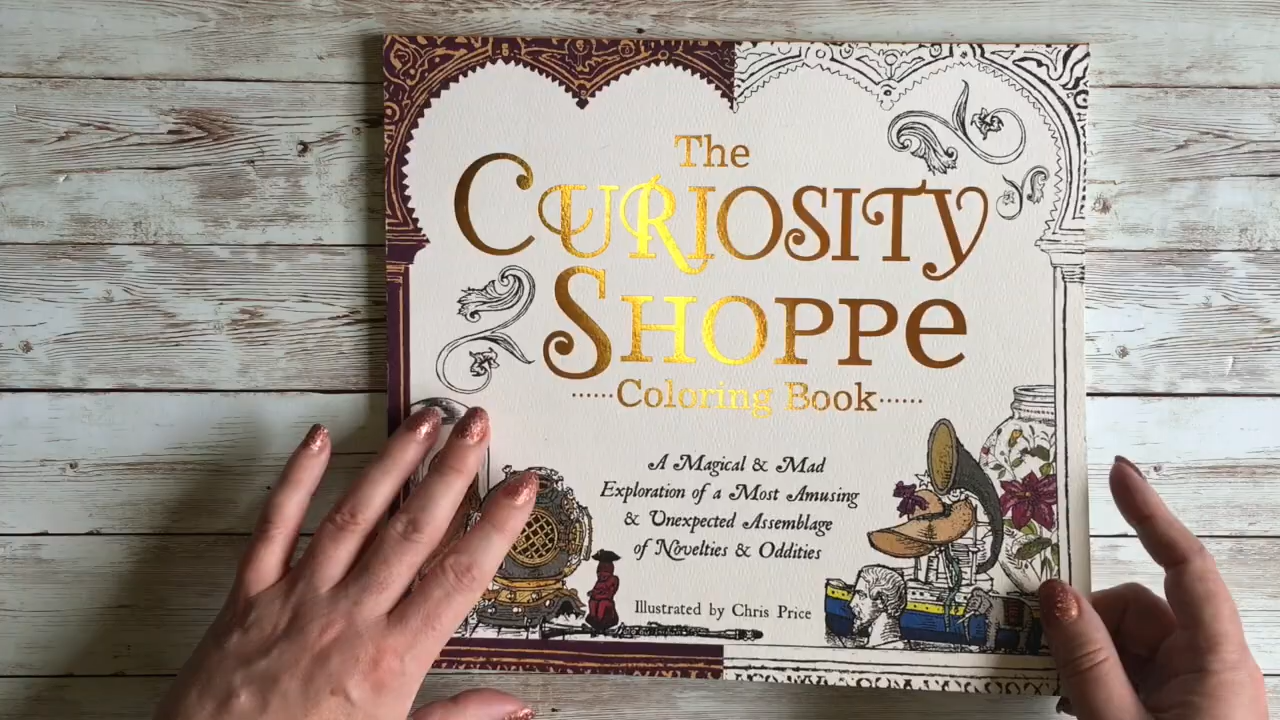 The
CURIOSITY
SHOPPE
Coloring Book
A Magical & Mad
Exploration of a Most Amusing
& Unexpected Assemblage
of Novelties & Oddities
Illustrated by Chris Price